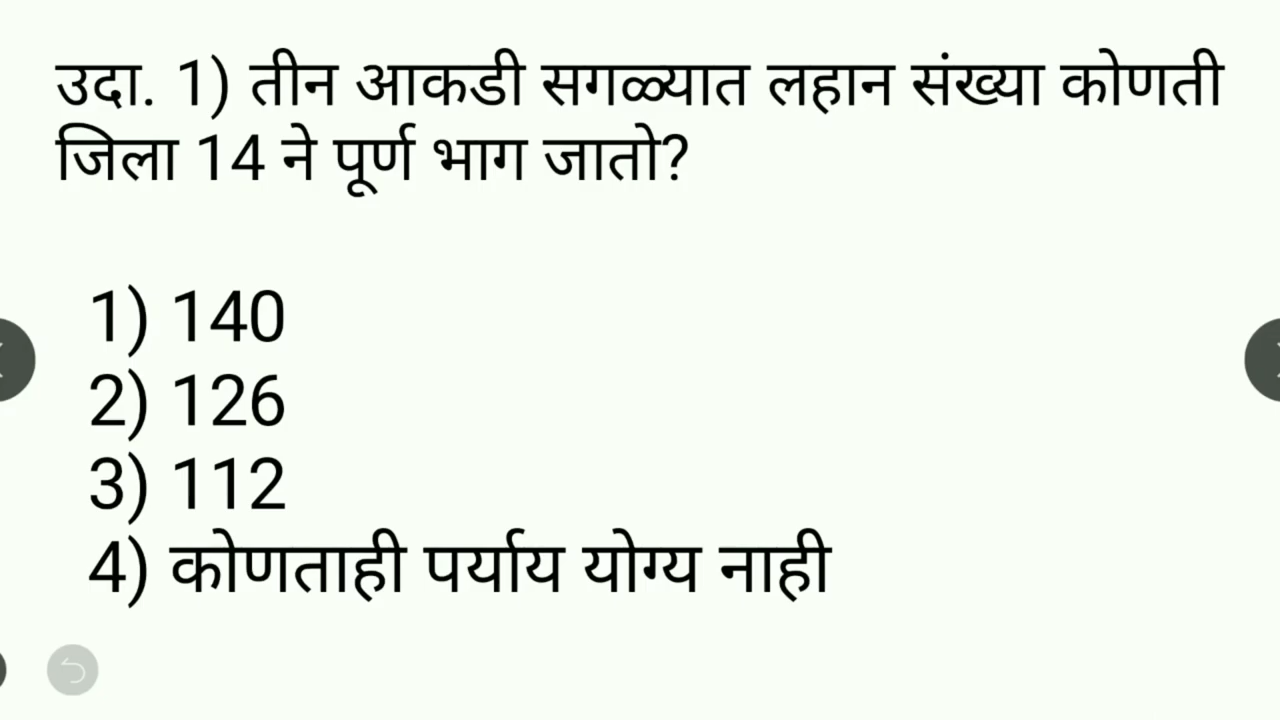 उदा. 1) तीन आकडी सगळ्यात लहान संख्या कोणती
जिला 14 ने पूर्ण भाग जातो?
1) 140
2) 126
3) 112
4) कोणताही पर्याय योग्य नाही